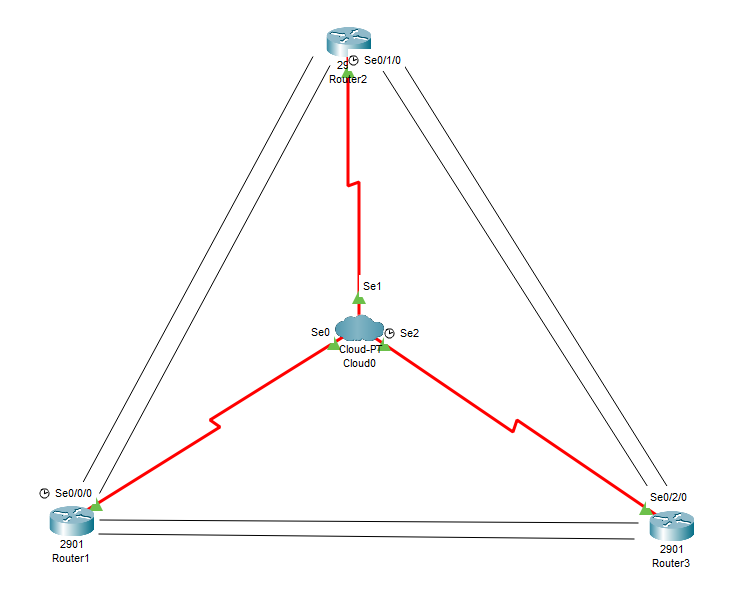 Se0/1/0
29
Router2
Se1
Se0
Se2
Cloud-PT
Cloud0
Se0/0/0
2901
Router1
Se0/2/0
2901
Router3